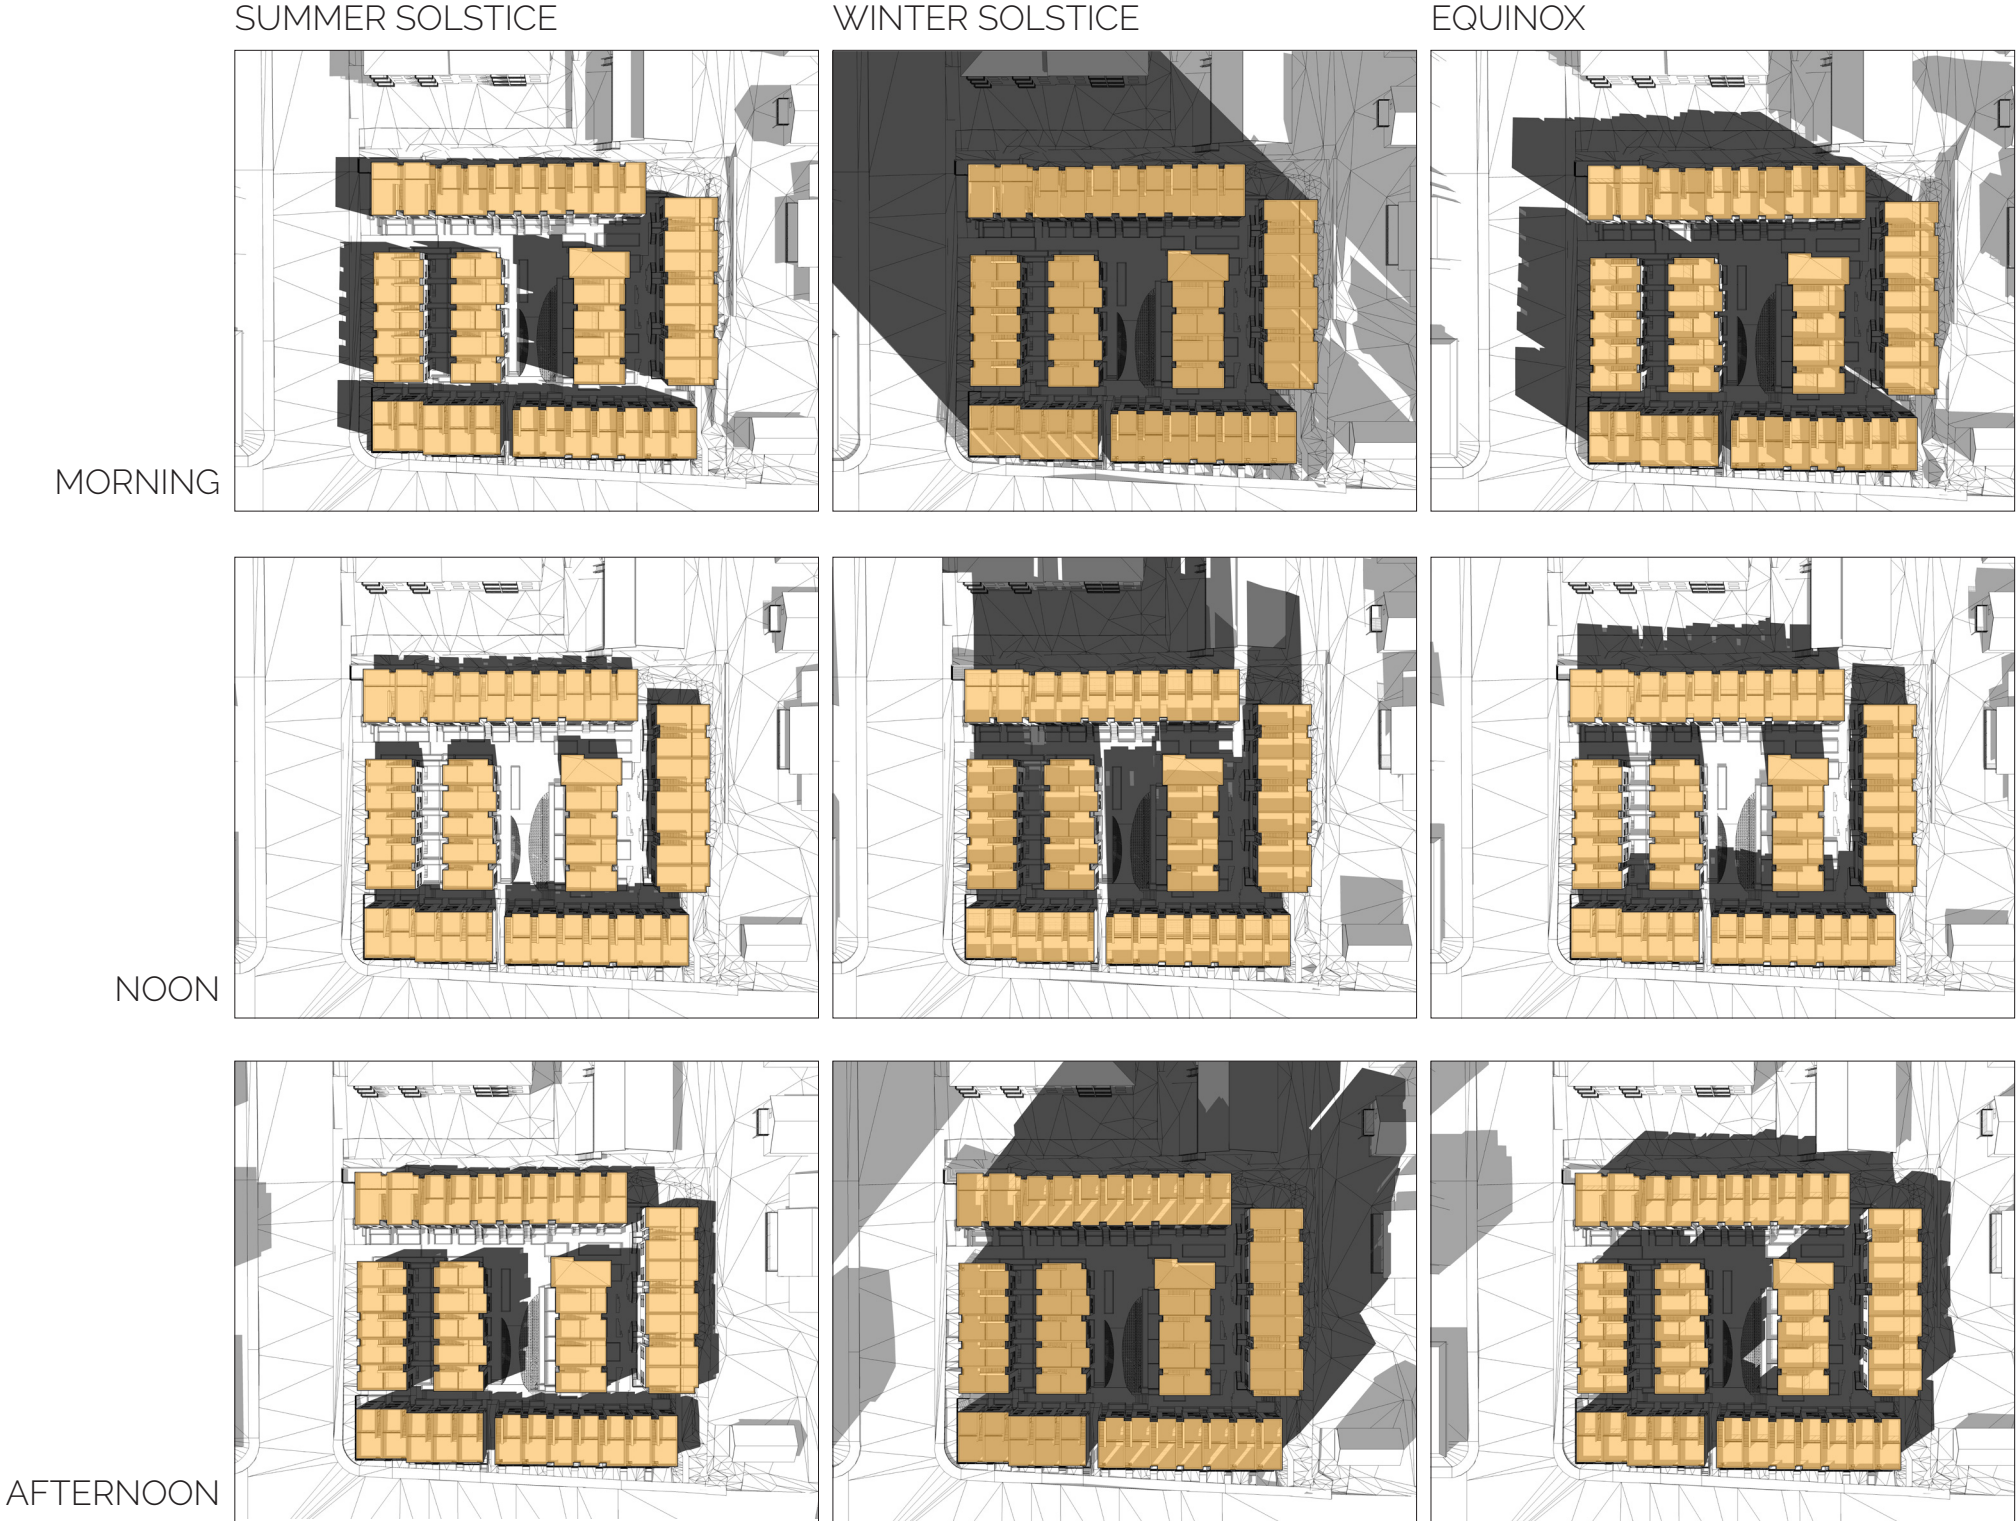 SUMMER SOLSTICE
WINTER SOLSTICE
EQUINOX
MORNING
NOON
AFTERNOON